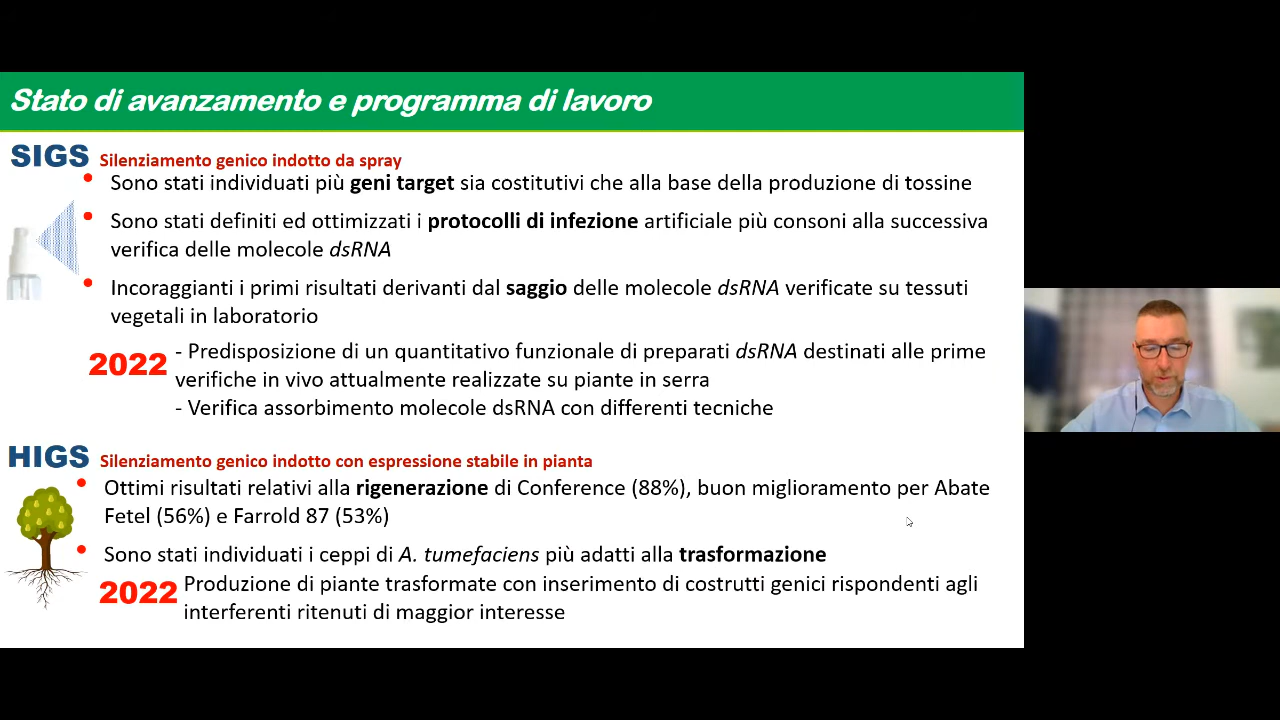 Stato di avanzamento e programma di lavoro
SIGS Silenziamento genico indotto da spray
• Sono stati individuati più geni target sia costitutivi che alla base della produzione di tossine
• Sono stati definiti ed ottimizzati i protocolli di infezione artificiale più consoni alla successiva
verifica delle molecole dsRNA
• Incoraggianti i primi risultati derivanti dal saggio delle molecole dsRNA verificate su tessuti
vegetali in laboratorio
2022 - Predisposizione di un quantitativo funzionale di preparati dsRNA destinati alle prime
verifiche in vivo attualmente realizzate su piante in serra
- Verifica assorbimento molecole dsRNA con differenti tecniche
HIGS Silenziamento genico indotto con espressione stabile in pianta
• Ottimi risultati relativi alla rigenerazione di Conference (88%), buon miglioramento per Abate
Fetel (56%) e Farrold 87 (53%)
• Sono stati individuati i ceppi di A. tumefaciens più adatti alla trasformazione
2022 Produzione di piante trasformate con inserimento di costrutti genici rispondenti agli
interferenti ritenuti di maggior interesse